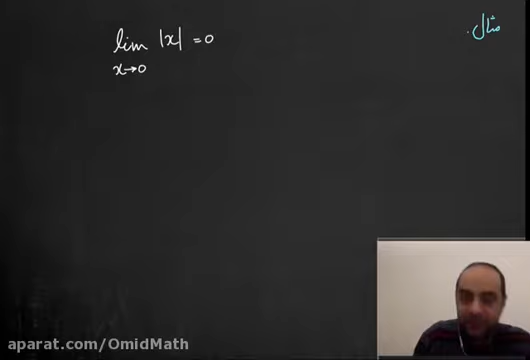 مثال.
lim |x| = 0
x→0
aparat.com/OmidMath